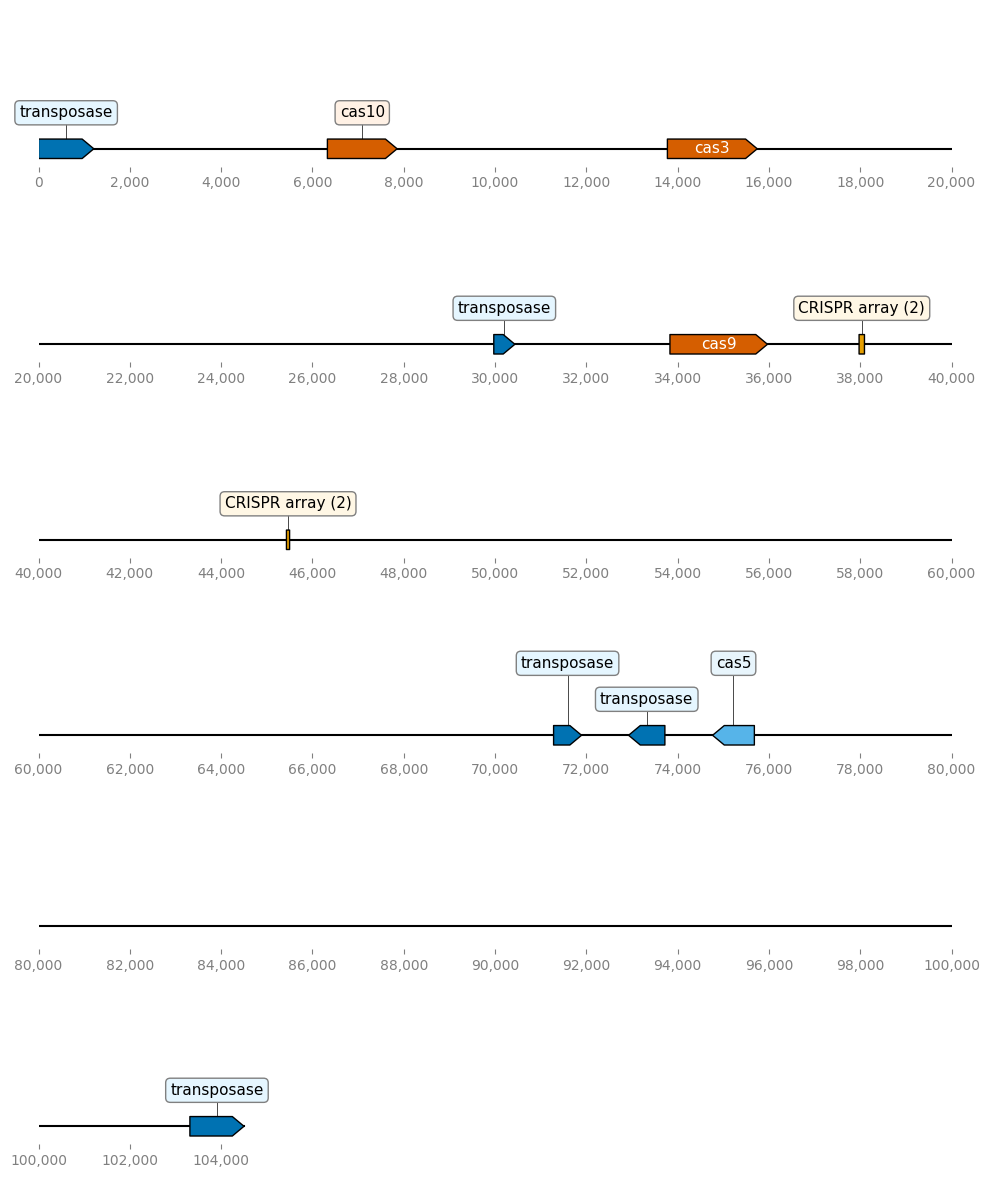 transposase cas10
cas3
0 2,000 4,000 6,000 8,000 10,000 12,000 14,000 16,000 18,000 20,000
transposase CRISPR array (2)
cas9
20,000 22,000 24,000 26,000 28,000 30,000 32,000 34,000 36,000 38,000 40,000
CRISPR array (2)
40,000 42,000 44,000 46,000 48,000 50,000 52,000 54,000 56,000 58,000 60,000
transposase cas5
transposase
60,000 62,000 64,000 66,000 68,000 70,000 72,000 74,000 76,000 78,000 80,000
80,000 82,000 84,000 86,000 88,000 90,000 92,000 94,000 96,000 98,000 100,000
transposase
100,000 102,000 104,000